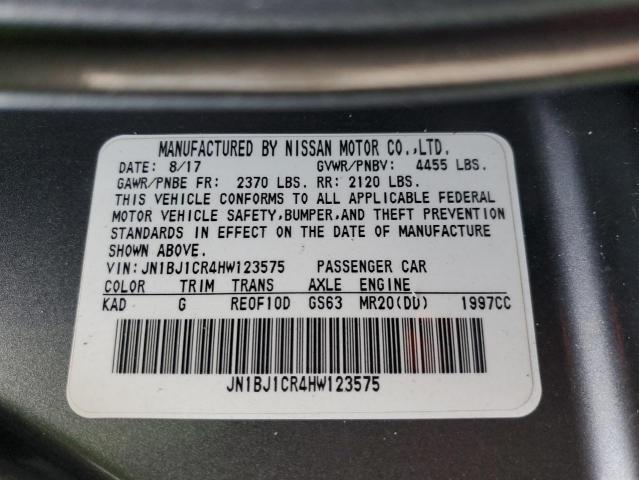 MANUFACTURED BY NISSAN MOTOR CO.,LTD.
DATE: 8/17 GVWR/PNBV: 4455 LBS.
GAWR/PNBE FR: 2370 LBS. RR: 2120 LBS.
THIS VEHICLE CONFORMS TO ALL APPLICABLE FEDERAL
MOTOR VEHICLE SAFETY,BUMPER,AND THEFT PREVENTION
STANDARDS IN EFFECT ON THE DATE OF MANUFACTURE
SHOWN ABOVE.
VIN:JN1BJ1CR4HW123575 PASSENGER CAR
COLOR TRIM TRANS AXLE ENGINE
KAD G RE0F10D GS63 MR20(DD) 1997CC
JN1BJ1CR4HW123575